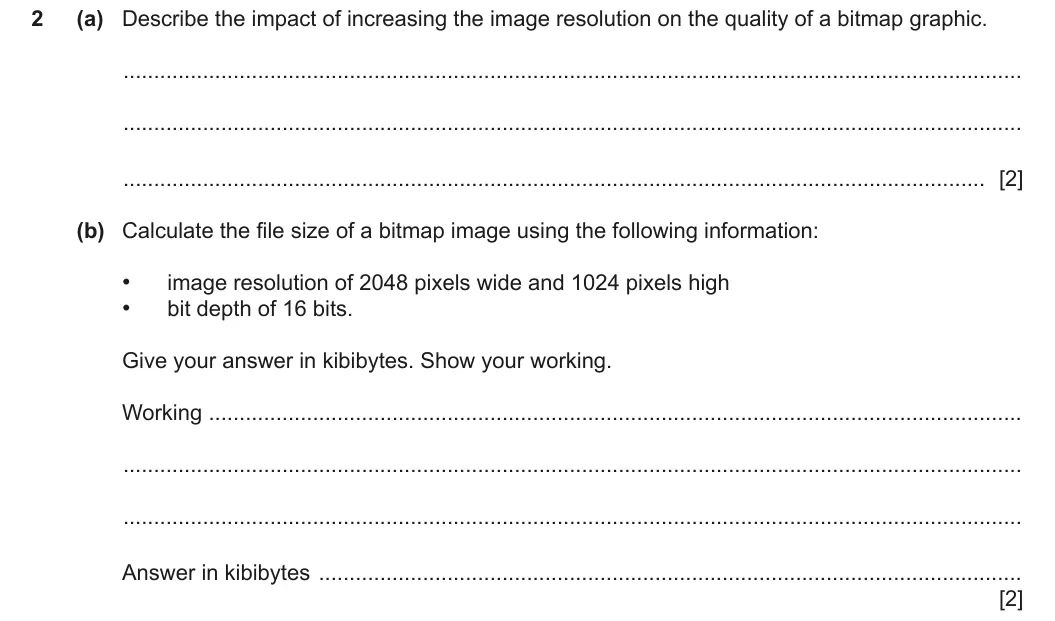 2 (a) Describe the impact of increasing the image resolution on the quality of a bitmap graphic.
..........................................................................................................................................
..........................................................................................................................................
.................................................................................................................................... [2]
(b) Calculate the file size of a bitmap image using the following information:
• image resolution of 2048 pixels wide and 1024 pixels high
• bit depth of 16 bits.
Give your answer in kibibytes. Show your working.
Working ..........................................................................................................................
..........................................................................................................................................
..........................................................................................................................................
Answer in kibibytes ..........................................................................................................
[2]